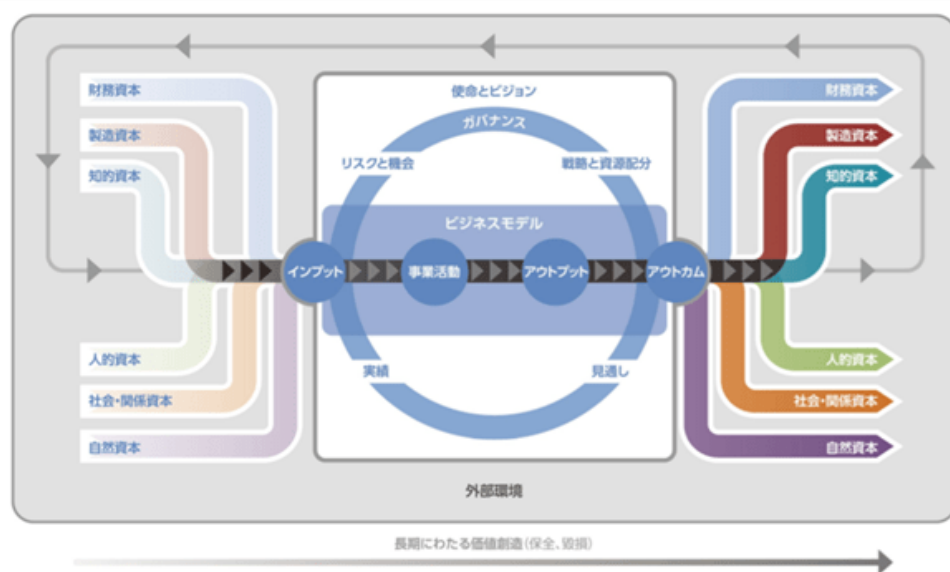 財務資本
製造資本
知的資本
人的資本
社会・関係資本
自然資本
使命とビジョン
ガバナンス
リスクと機会
戦略と資源配分
ビジネスモデル
インプット
事業活動
アウトプット
アウトカム
実績
見通し
財務資本
製造資本
知的資本
人的資本
社会・関係資本
自然資本
外部環境
長期にわたる価値創造(保全、毀損)